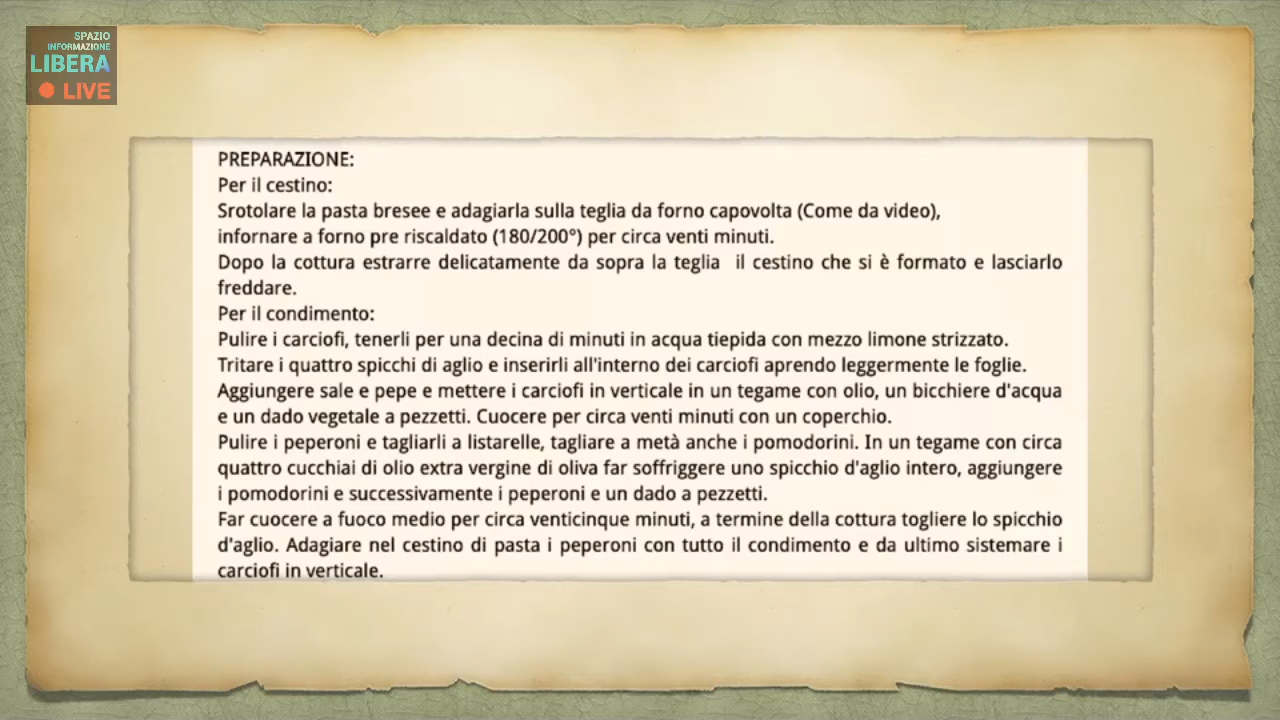 SPAZIO
INFORMAZIONE
LIBERA
LIVE
PREPARAZIONE:
Per il cestino:
Srotolare la pasta bresee e adagiarla sulla teglia da forno capovolta (Come da video),
infornare a forno pre riscaldato (180/200°) per circa venti minuti.
Dopo la cottura estrarre delicatamente da sopra la teglia il cestino che si è formato e lasciarlo
freddare.
Per il condimento:
Pulire i carciofi, tenerli per una decina di minuti in acqua tiepida con mezzo limone strizzato.
Tritare i quattro spicchi di aglio e inserirli all'interno dei carciofi aprendo leggermente le foglie.
Aggiungere sale e pepe e mettere i carciofi in verticale in un tegame con olio, un bicchiere d'acqua
e un dado vegetale a pezzetti. Cuocere per circa venti minuti con un coperchio.
Pulire i peperoni e tagliarli a listarelle, tagliare a metà anche i pomodorini. In un tegame con circa
quattro cucchiai di olio extra vergine di oliva far soffriggere uno spicchio d'aglio intero, aggiungere
i pomodorini e successivamente i peperoni e un dado a pezzetti.
Far cuocere a fuoco medio per circa venticinque minuti, a termine della cottura togliere lo spicchio
d'aglio. Adagiare nel cestino di pasta i peperoni con tutto il condimento e da ultimo sistemare i
carciofi in verticale.